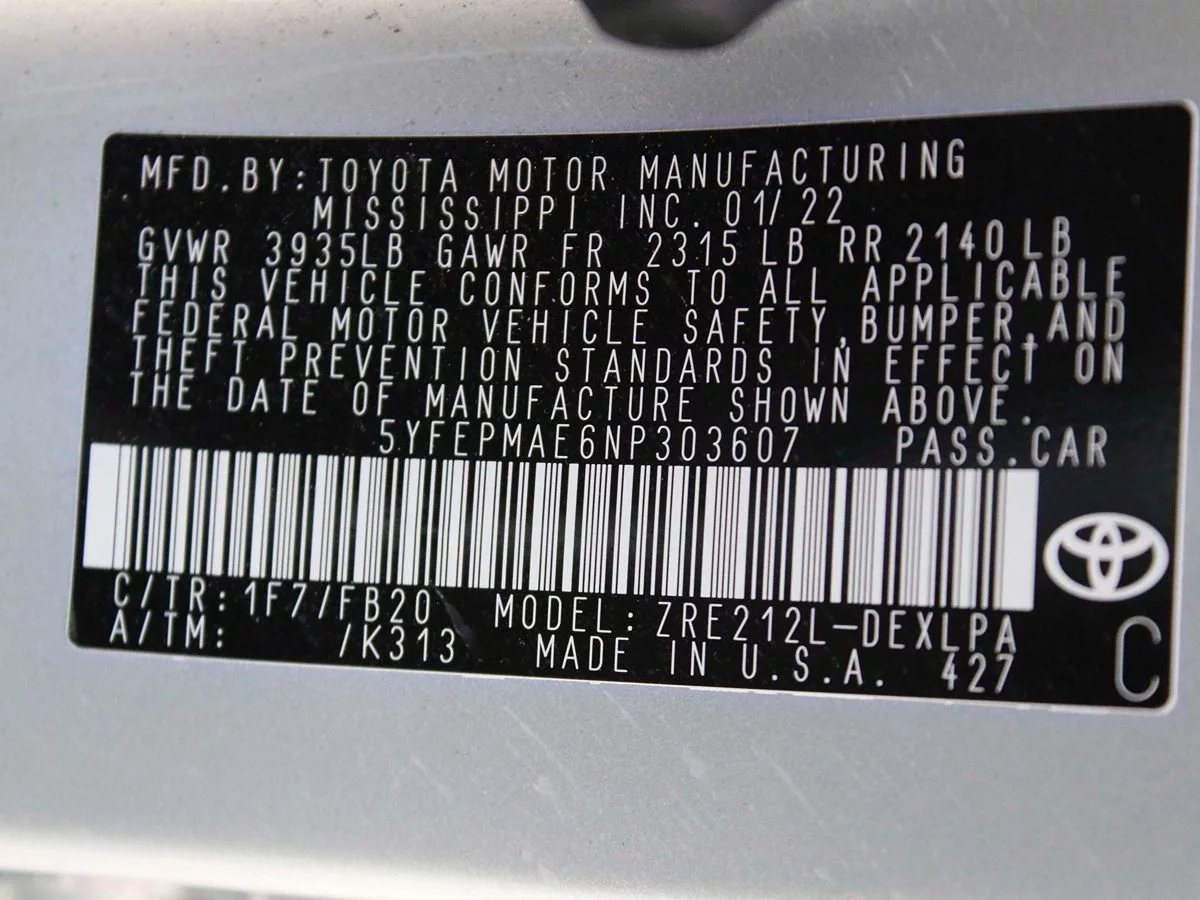 MFD.BY:TOYOTA MOTOR MANUFACTURING
MISSISSIPPI INC. 01/22
GVWR 3935LB GAWR FR 2315 LB RR 2140 LB
THIS VEHICLE CONFORMS TO ALL APPLICABLE
FEDERAL MOTOR VEHICLE SAFETY,BUMPER,AND
THEFT PREVENTION STANDARDS IN EFFECT ON
THE DATE OF MANUFACTURE SHOWN ABOVE.
5YFEPMAE6NP303607 PASS.CAR
C/TR:1F7/FB20 MODEL:ZRE212L-DEXLPA
A/TM: /K313 MADE IN U.S.A. 427
C